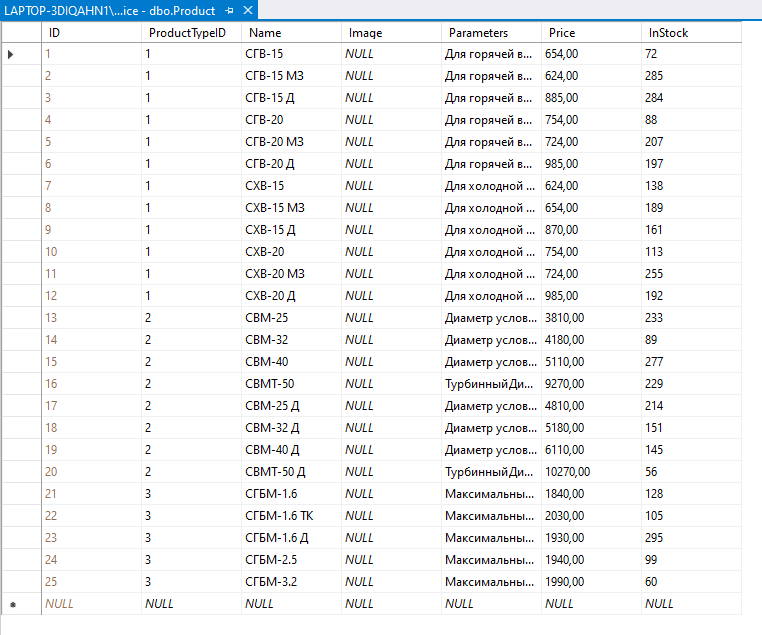 LAPTOP-3DIQAHN1\...ice - dbo.Product
ID ProductTypeID Name Image Parameters Price InStock
1 1 СГВ-15 NULL Для горячей в... 654,00 72
2 1 СГВ-15 МЗ NULL Для горячей в... 624,00 285
3 1 СГВ-15 Д NULL Для горячей в... 885,00 284
4 1 СГВ-20 NULL Для горячей в... 754,00 88
5 1 СГВ-20 МЗ NULL Для горячей в... 724,00 207
6 1 СГВ-20 Д NULL Для горячей в... 985,00 197
7 1 СХВ-15 NULL Для холодной ... 624,00 138
8 1 СХВ-15 МЗ NULL Для холодной ... 654,00 189
9 1 СХВ-15 Д NULL Для холодной ... 870,00 161
10 1 СХВ-20 NULL Для холодной ... 754,00 113
11 1 СХВ-20 МЗ NULL Для холодной ... 724,00 255
12 1 СХВ-20 Д NULL Для холодной ... 985,00 192
13 2 СВМ-25 NULL Диаметр услов... 3810,00 233
14 2 СВМ-32 NULL Диаметр услов... 4180,00 89
15 2 СВМ-40 NULL Диаметр услов... 5110,00 277
16 2 СВМТ-50 NULL ТурбинныйДи... 9270,00 229
17 2 СВМ-25 Д NULL Диаметр услов... 4810,00 214
18 2 СВМ-32 Д NULL Диаметр услов... 5180,00 151
19 2 СВМ-40 Д NULL Диаметр услов... 6110,00 145
20 2 СВМТ-50 Д NULL ТурбинныйДи... 10270,00 56
21 3 СГБМ-1.6 NULL Максимальны... 1840,00 128
22 3 СГБМ-1.6 ТК NULL Максимальны... 2030,00 105
23 3 СГБМ-1.6 Д NULL Максимальны... 1930,00 295
24 3 СГБМ-2.5 NULL Максимальны... 1940,00 99
25 3 СГБМ-3.2 NULL Максимальны... 1990,00 60
NULL NULL NULL NULL NULL NULL NULL